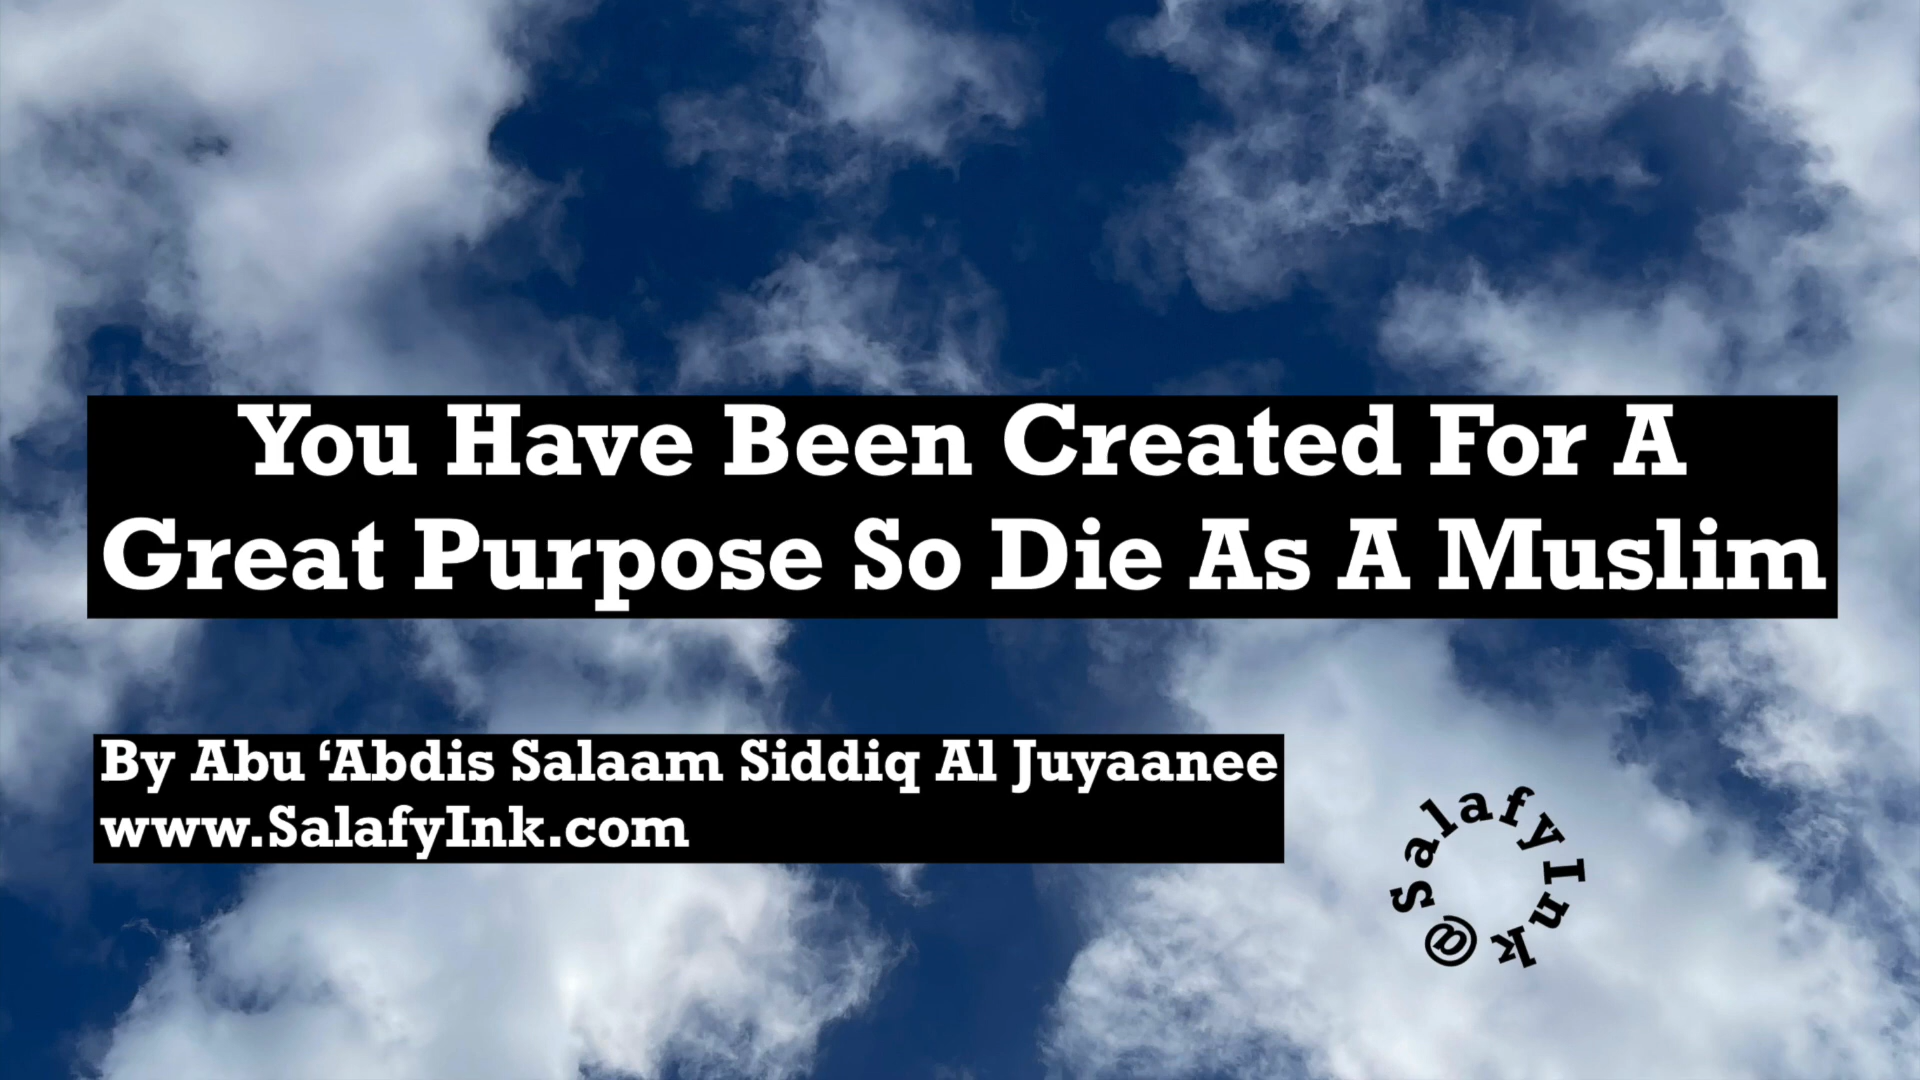 You Have Been Created For A
Great Purpose So Die As A Muslim
By Abu ‘Abdis Salaam Siddiq Al Juyaanee
www.SalafyInk.com
@SalafyInk